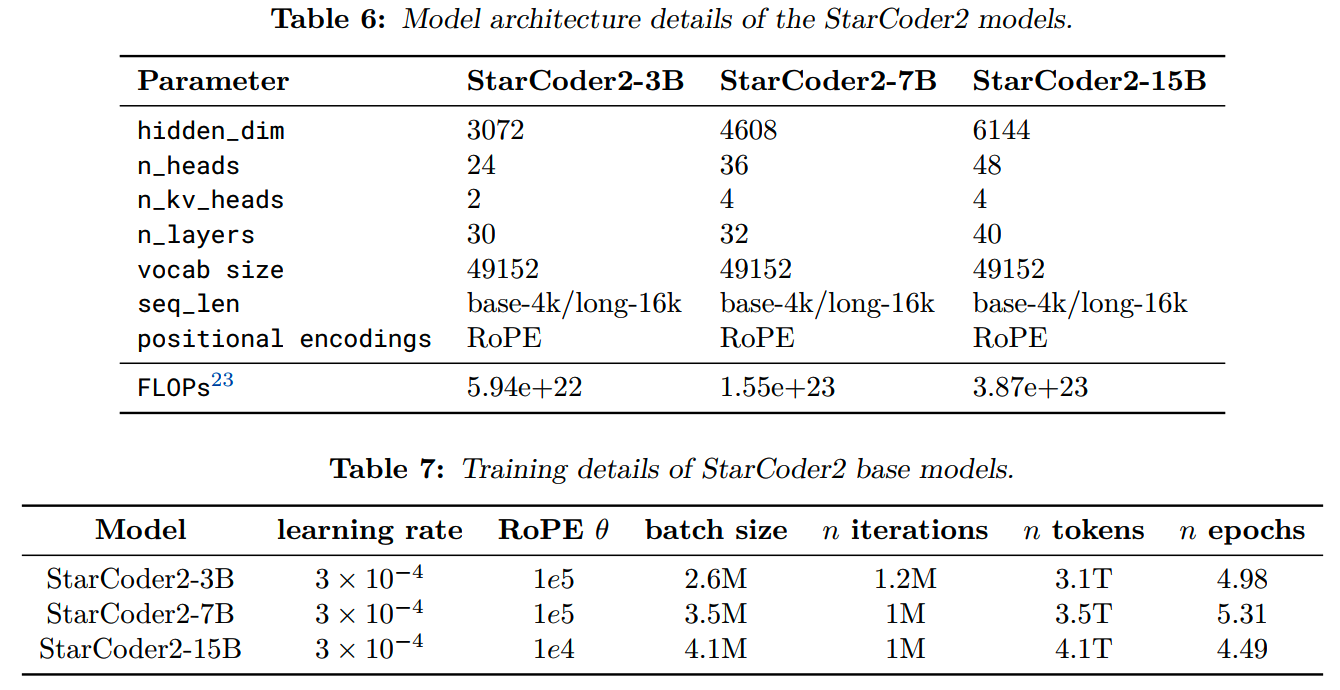 Table 6: Model architecture details of the StarCoder2 models.
Parameter StarCoder2-3B StarCoder2-7B StarCoder2-15B
hidden_dim 3072 4608 6144
n_heads 24 36 48
n_kv_heads 2 4 4
n_layers 30 32 40
vocab size 49152 49152 49152
seq_len base-4k/long-16k base-4k/long-16k base-4k/long-16k
positional encodings RoPE RoPE RoPE
FLOPs23 5.94e+22 1.55e+23 3.87e+23
Table 7: Training details of StarCoder2 base models.
Model learning rate RoPE θ batch size n iterations n tokens n epochs
StarCoder2-3B 3 × 10−4 1e5 2.6M 1.2M 3.1T 4.98
StarCoder2-7B 3 × 10−4 1e5 3.5M 1M 3.5T 5.31
StarCoder2-15B 3 × 10−4 1e4 4.1M 1M 4.1T 4.49